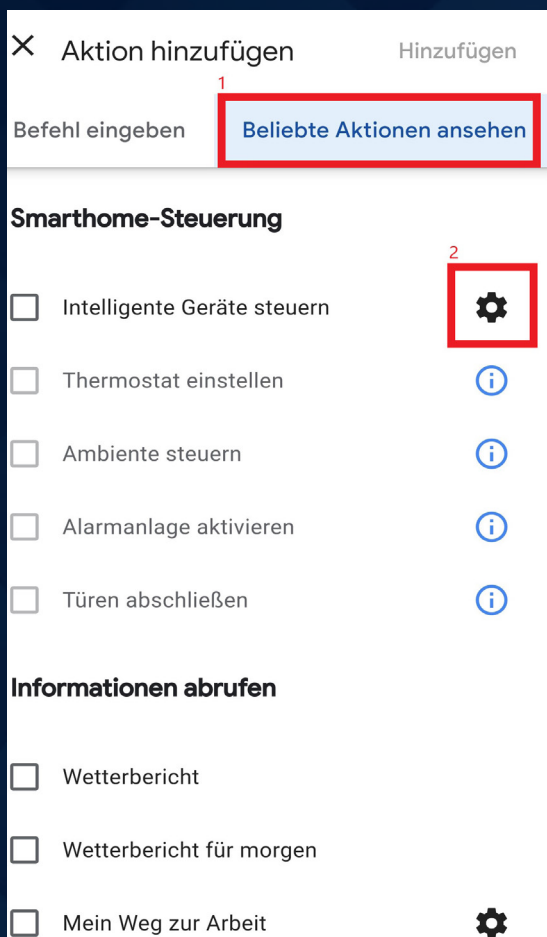 Aktion hinzufügen
Hinzufügen
1
Befehl eingeben
Beliebte Aktionen ansehen
Smarthome-Steuerung
2
Intelligente Geräte steuern
Thermostat einstellen
Ambiente steuern
Alarmanlage aktivieren
Türen abschließen
Informationen abrufen
Wetterbericht
Wetterbericht für morgen
Mein Weg zur Arbeit